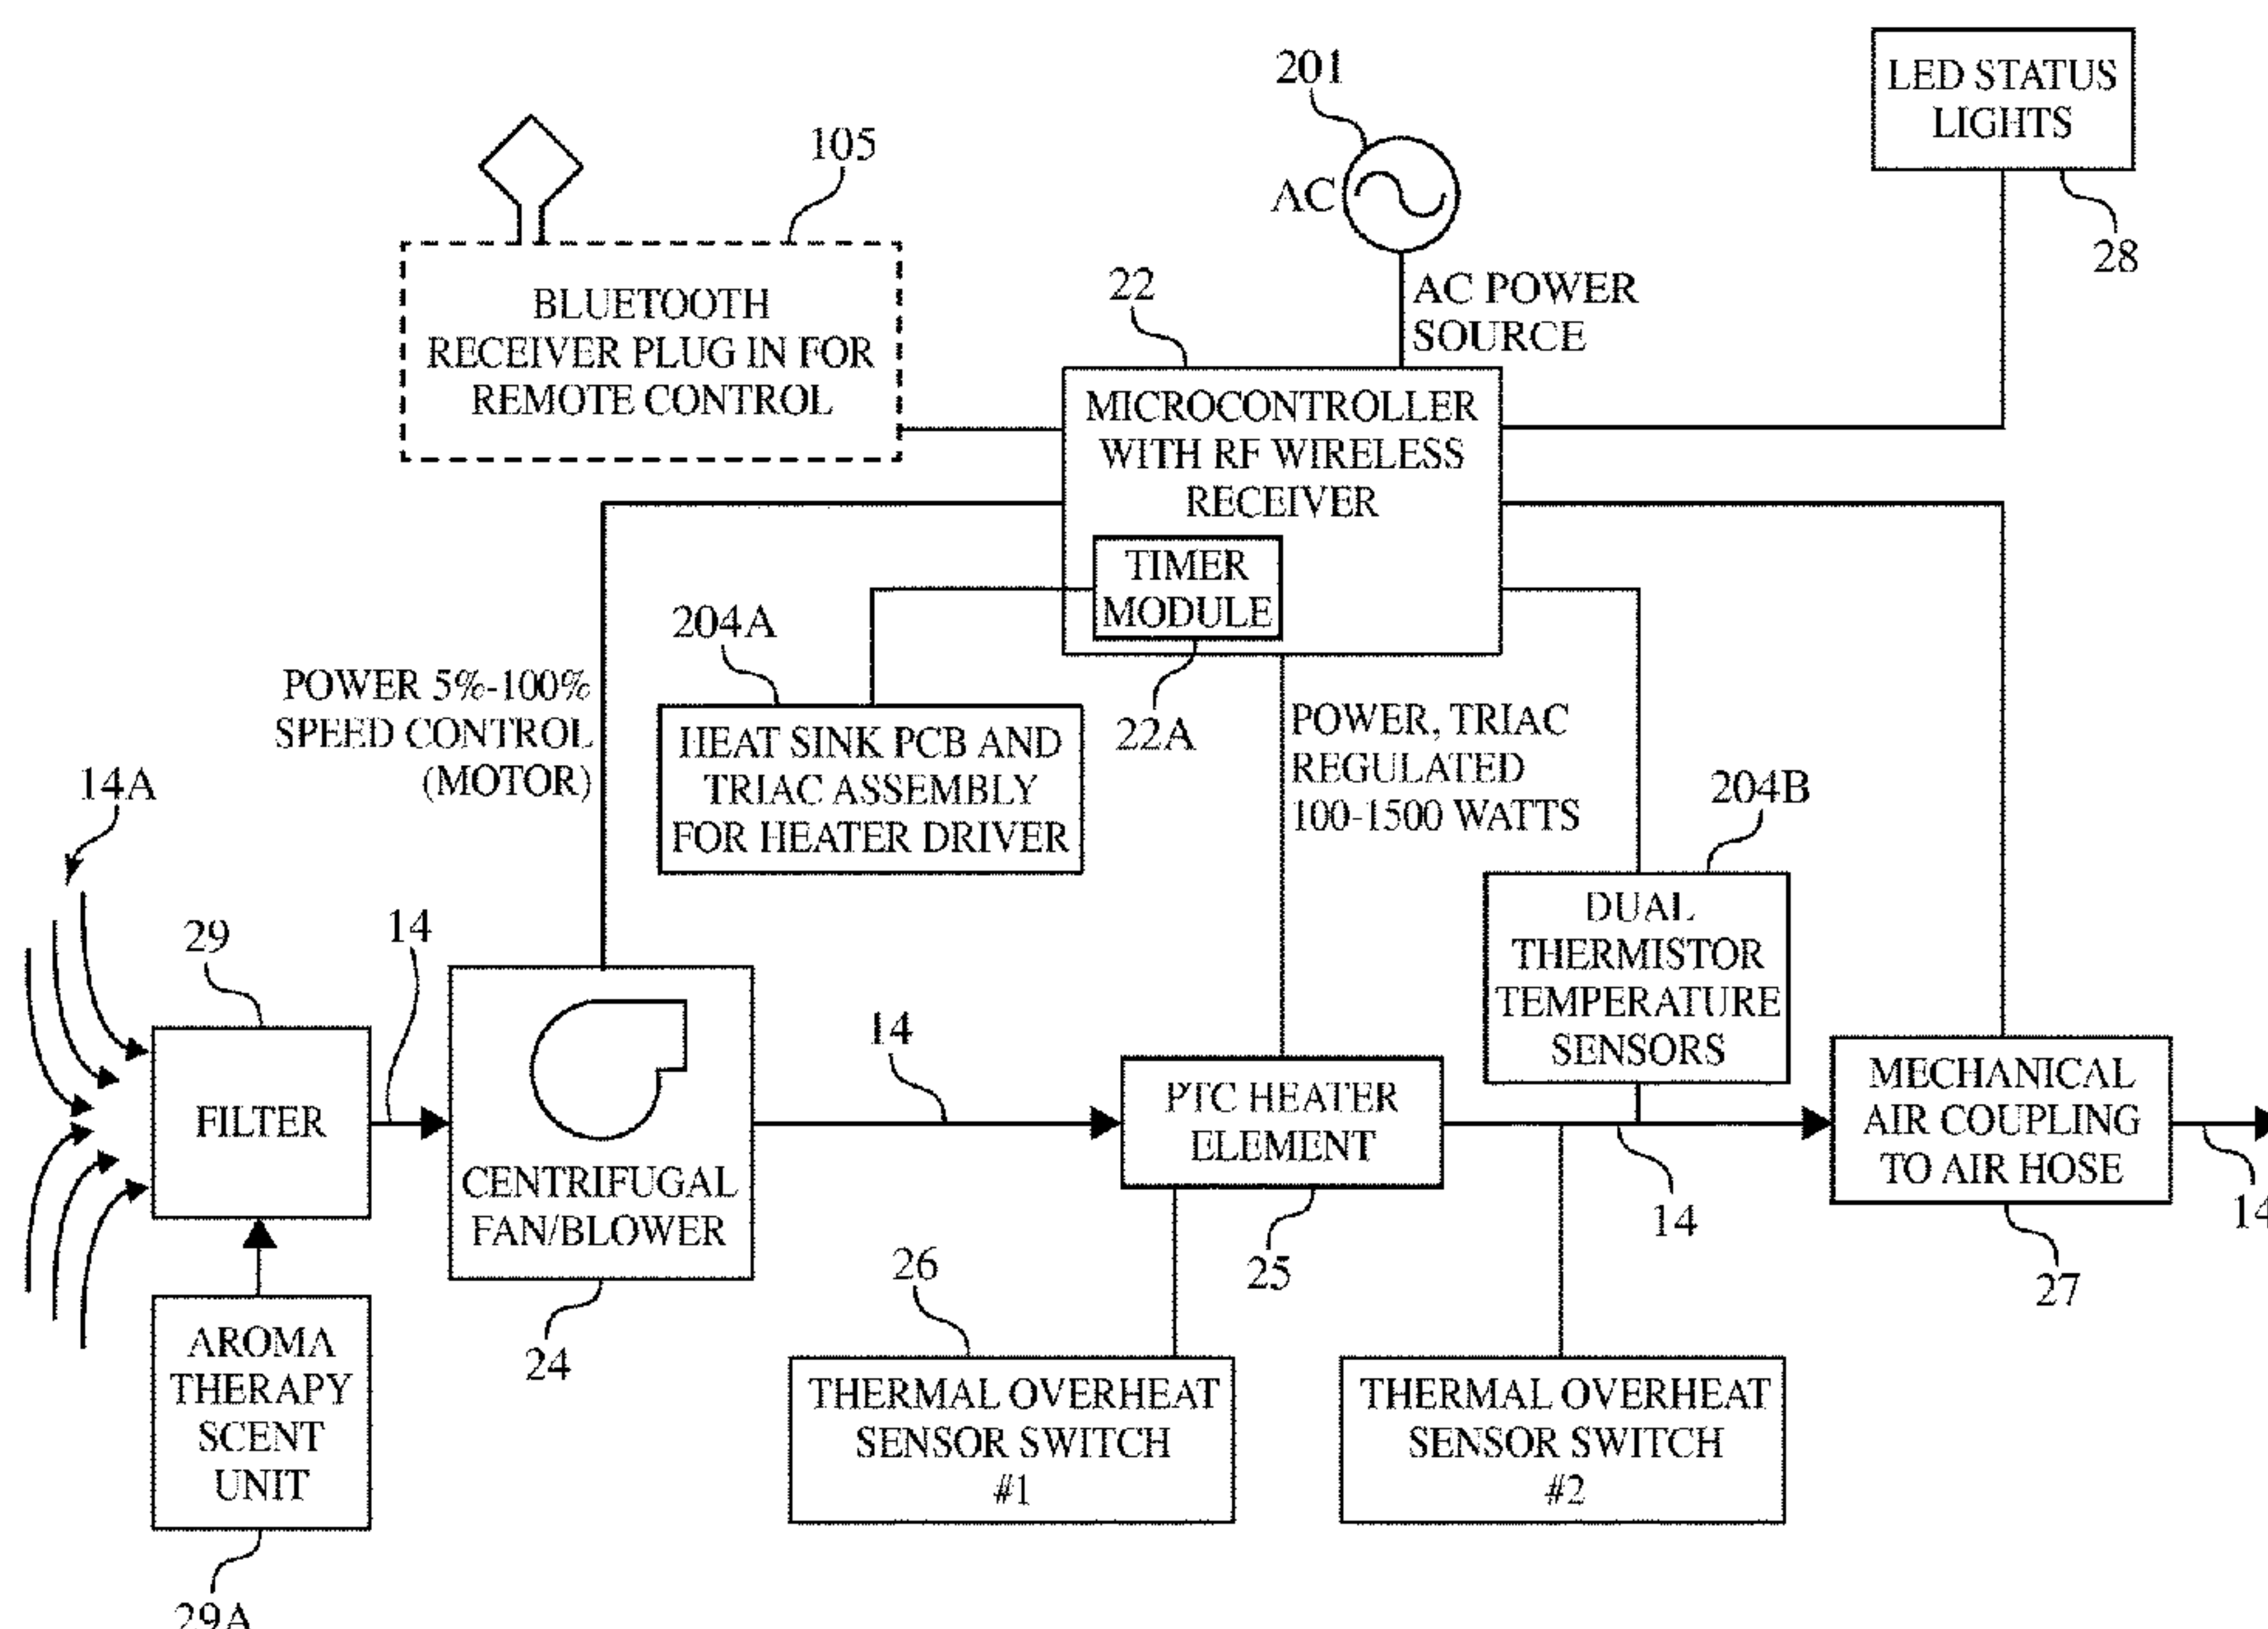 201
LED STATUS
LIGHTS
28
105
AC
AC POWER
SOURCE
BLUETOOTH
RECEIVER PLUG IN FOR
REMOTE CONTROL
22
MICROCONTROLLER
WITH RF WIRELESS
RECEIVER
TIMER
MODULE
22A
204A
HEAT SINK PCB AND
TRIAC ASSEMBLY
FOR HEATER DRIVER
POWER 5%-100%
SPEED CONTROL
(MOTOR)
POWER, TRIAC
REGULATED
100-1500 WATTS
204B
DUAL
THERMISTOR
TEMPERATURE
SENSORS
14A
29
14
FILTER
CENTRIFUGAL
FAN/BLOWER
24
14
PTC HEATER
ELEMENT
25
14
MECHANICAL
AIR COUPLING
TO AIR HOSE
27
14
AROMA
THERAPY
SCENT
UNIT
29A
26
THERMAL OVERHEAT
SENSOR SWITCH
#1
THERMAL OVERHEAT
SENSOR SWITCH
#2